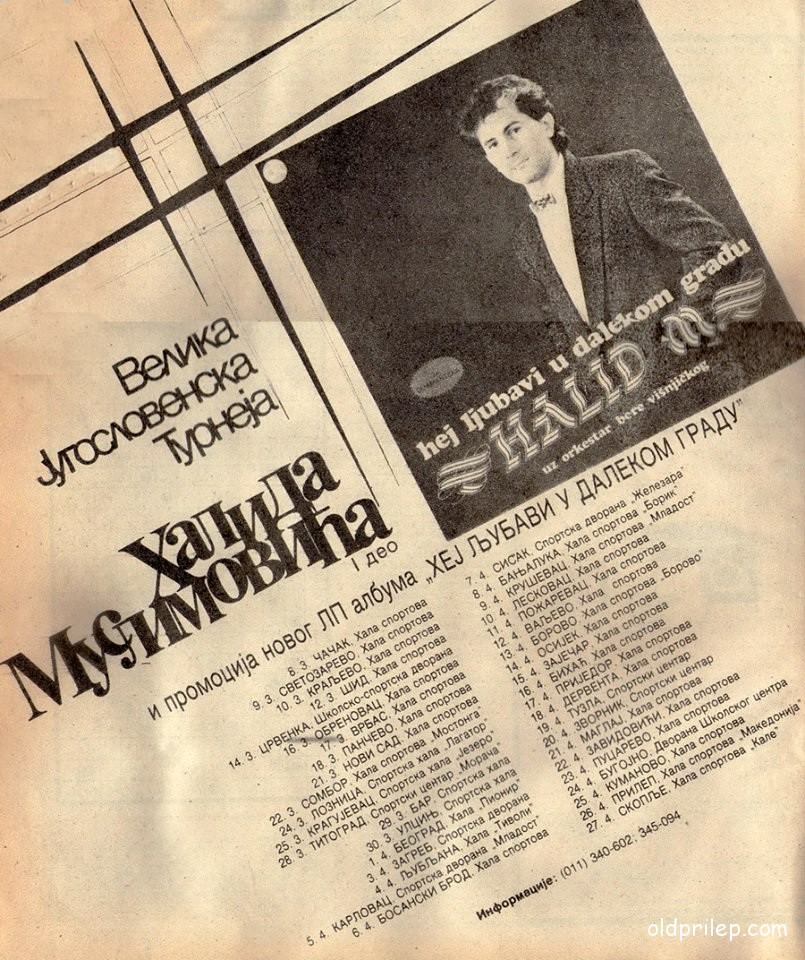 Велика
Југословенска
Турнеја
Халида
Муслимовића
I део
и промоција новог ЛП албума „ХЕЈ ЉУБАВИ У ДАЛЕКОМ ГРАДУ”
hej ljubavi u dalekom gradu
HALID M
uz orkestar bore višnjičkog
8. 3. ЧАЧАК. Хала спортова
9. 3. СВЕТОЗАРЕВО. Хала спортова
10. 3. КРАЉЕВО. Хала спортова
12. 3 ШИД. Хала спортова
14. 3. ЦРВЕНКА. Школско-спортска дворана
16. 3. ОБРЕНОВАЦ. Хала спортова
17. 3. ВРБАС. Хала спортова
18. 3. ПАНЧЕВО. Хала спортова
21. 3. НОВИ САД. Хала спортова
22. 3. СОМБОР. Хала спортова „Мостонга”
24. 3. ЛОЗНИЦА. Спортска хала „Лагатор”
25. 3. КРАГУЈЕВАЦ. Спортска хала „Језеро”
28. 3. ТИТОГРАД. Спортски центар „Морача”
29. 3. БАР. Спортска хала
30. 3. УЛЦИЊ. Спортска хала
1. 4. БЕОГРАД. Хала „Пионир”
3. 4. ЗАГРЕБ. Спортска дворана
4. 4. ЉУБЉАНА. Хала „Тиволи”
5. 4. КАРЛОВАЦ. Спортска дворана „Младост”
6. 4. БОСАНСКИ БРОД. Хала спортова
7. 4. СИСАК. Спортска дворана „Железара”
8. 4. БАЊАЛУКА. Хала спортова „Борик”
9. 4. КРУШЕВАЦ. Хала спортова „Младост”
10. 4. ЛЕСКОВАЦ. Хала спортова
11. 4. ПОЖАРЕВАЦ. Хала спортова
12. 4. ВАЉЕВО. Хала спортова
13. 4. БОРОВО. Хала спортова „Борово”
14. 4. ОСИЈЕК. Хала спортова
15. 4. ЗАЈЕЧАР. Хала спортова
16. 4. БИХАЋ. Хала спортова
17. 4. ПРИЈЕДОР. Хала спортова
18. 4. ДЕРВЕНТА. Хала спортова
19. 4. ТУЗЛА. Спортски центар
20. 4. ЗВОРНИК. Спортски центар
21. 4. МАГЛАЈ. Хала спортова
22. 4. ЗАВИДОВИЋИ. Хала спортова
23. 4. ПУЦАРЕВО. Хала спортова
24. 4. БУГОЈНО. Дворана Школског центра
25. 4. КУМАНОВО. Хала спортова
26. 4. ПРИЛЕП. Хала спортова „Македонија”
27. 4. СКОПЉЕ. Хала спортова „Кале”
Информације: (011) 340-602; 345-094
oldprilep.com